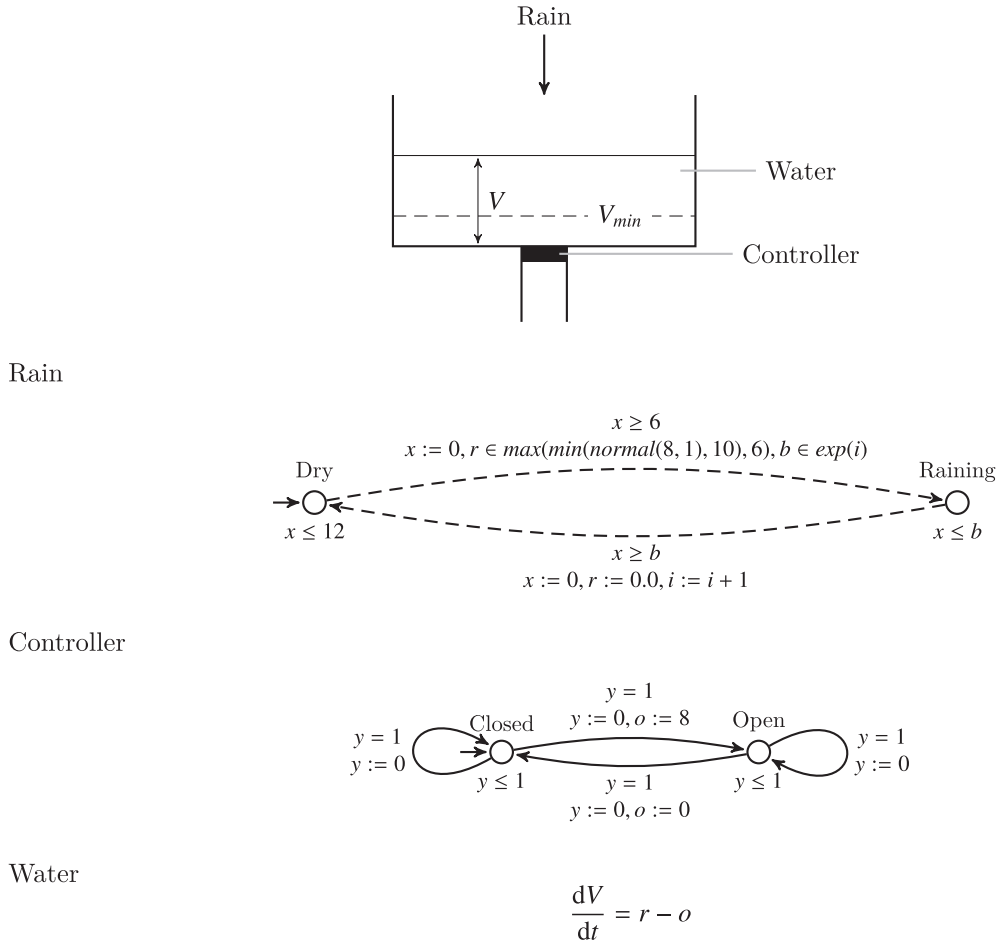 Rain
Water
V
V_min
Controller
Rain
x ≥ 6
x := 0, r ∈ max(min(normal(8, 1), 10), 6), b ∈ exp(i)
Dry
Raining
x ≤ 12
x ≤ b
x ≥ b
x := 0, r := 0.0, i := i + 1
Controller
y = 1
y := 0, o := 8
Closed
Open
y = 1
y := 0
y = 1
y := 0
y ≤ 1
y ≤ 1
y = 1
y := 0, o := 0
Water
dV/dt = r − o